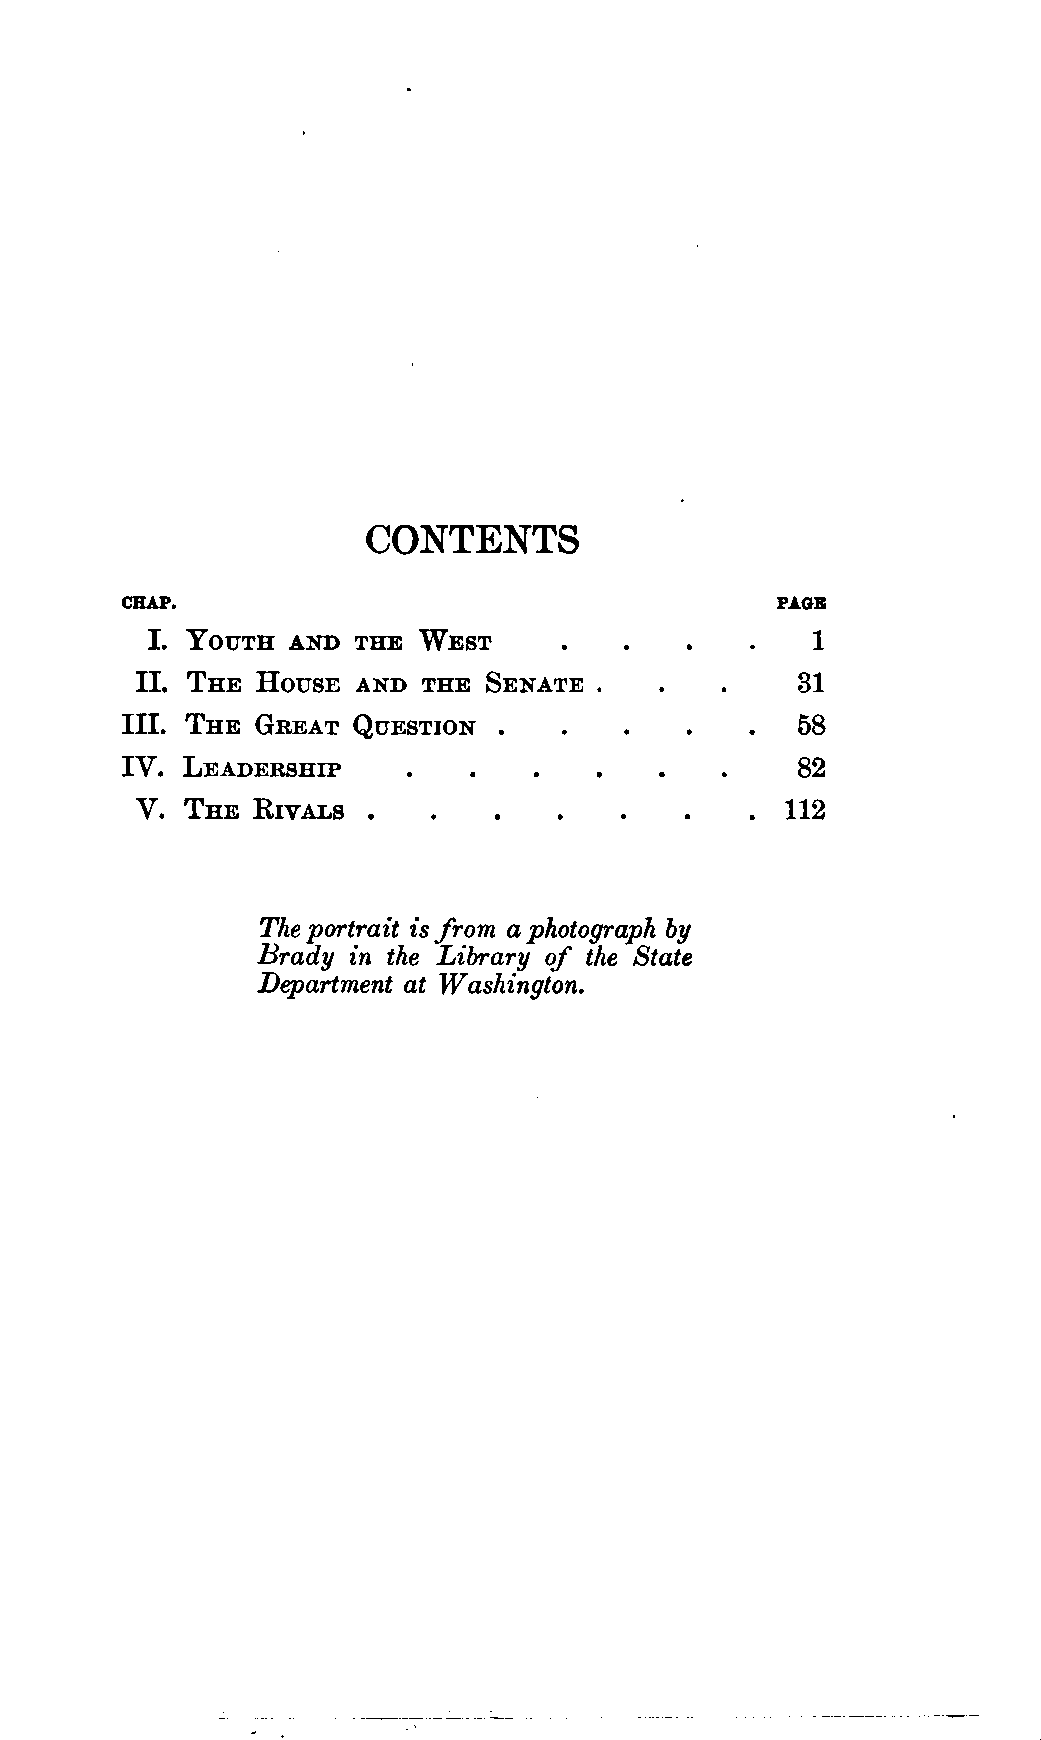 CONTENTS
CHAP. PAGE
I. YOUTH AND THE WEST . . . . 1
II. THE HOUSE AND THE SENATE . . . 31
III. THE GREAT QUESTION . . . . . 58
IV. LEADERSHIP . . . . . . 82
V. THE RIVALS . . . . . . . 112
The portrait is from a photograph by
Brady in the Library of the State
Department at Washington.